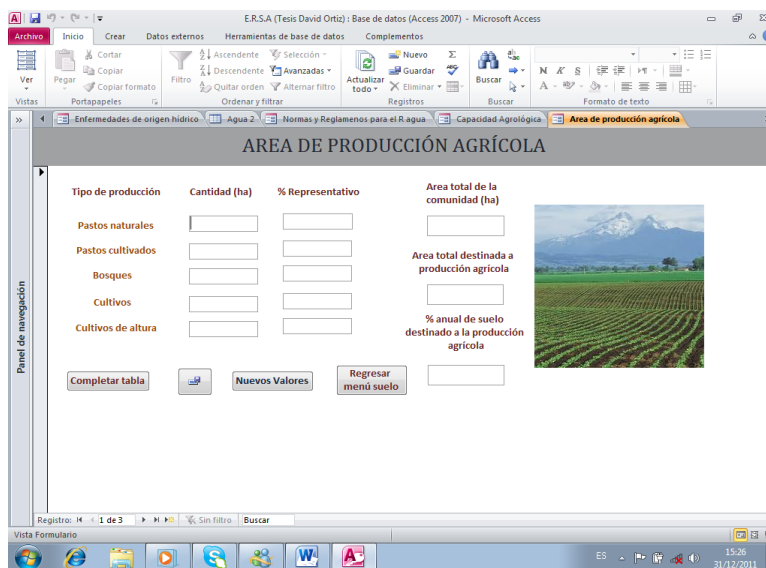 E.R.S.A (Tesis David Ortiz) : Base de datos (Access 2007) - Microsoft Access
Archivo Inicio Crear Datos externos Herramientas de base de datos Complementos
Ver
Vistas
Pegar
Cortar
Copiar
Copiar formato
Portapapeles
Filtro
Ascendente
Descendente
Quitar orden
Selección
Avanzadas
Alternar filtro
Ordenar y filtrar
Actualizar todo
Nuevo
Guardar
Eliminar
Registros
Buscar
Buscar
N K S
A
Formato de texto
Enfermedades de origen hídrico Agua 2 Normas y Reglamenos para el R agua Capacidad Agrológica Area de producción agrícola
AREA DE PRODUCCIÓN AGRÍCOLA
Panel de navegación
Tipo de producción Cantidad (ha) % Representativo
Pastos naturales
Pastos cultivados
Bosques
Cultivos
Cultivos de altura
Area total de la
comunidad (ha)
Area total destinada a
producción agrícola
% anual de suelo
destinado a la producción
agrícola
Completar tabla
Nuevos Valores
Regresar
menú suelo
Registro: 1 de 3 Sin filtro Buscar
Vista Formulario
ES
15:26
31/12/2011